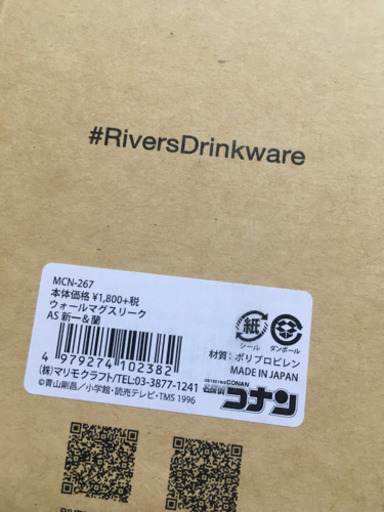 #RiversDrinkware
MCN-267
本体価格 ¥1,800+税
ウォールマグスリーク
AS 新一&蘭
4 979274 102382
(株)マリモクラフト/TEL:03-3877-1241
©青山剛昌/小学館・読売テレビ・TMS 1996
紙
シール
ダンボール
材質：ポリプロピレン
MADE IN JAPAN
名探偵
コナン